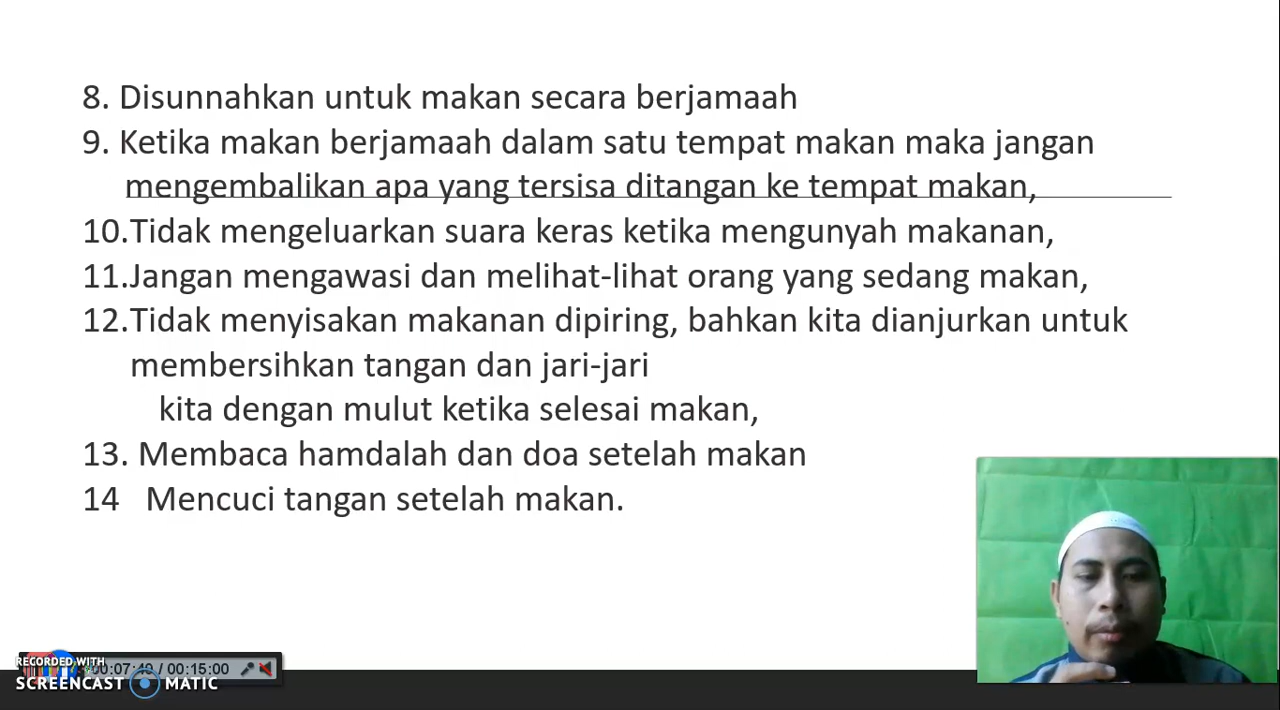 8. Disunnahkan untuk makan secara berjamaah
9. Ketika makan berjamaah dalam satu tempat makan maka jangan
mengembalikan apa yang tersisa ditangan ke tempat makan,
10.Tidak mengeluarkan suara keras ketika mengunyah makanan,
11.Jangan mengawasi dan melihat-lihat orang yang sedang makan,
12.Tidak menyisakan makanan dipiring, bahkan kita dianjurkan untuk
membersihkan tangan dan jari-jari
kita dengan mulut ketika selesai makan,
13. Membaca hamdalah dan doa setelah makan
14 Mencuci tangan setelah makan.
RECORDED WITH
SCREENCAST MATIC
/ 00:15:00